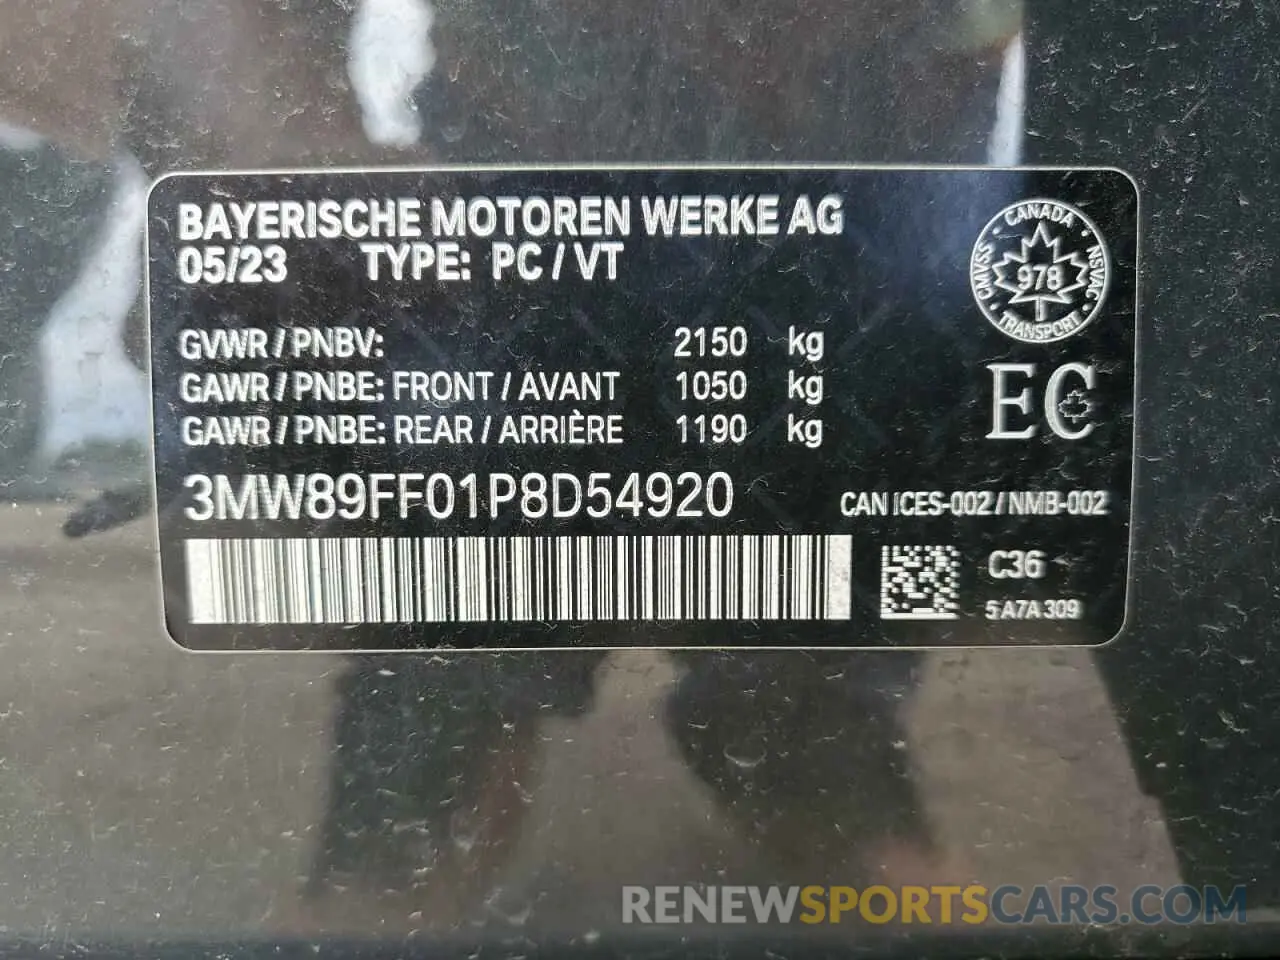 BAYERISCHE MOTOREN WERKE AG
05/23 TYPE: PC / VT
GVWR / PNBV: 2150 kg
GAWR / PNBE: FRONT / AVANT 1050 kg
GAWR / PNBE: REAR / ARRIÈRE 1190 kg
3MW89FF01P8D54920
CANADA
CMVSS
978
NSVAC
TRANSPORT
EC
CAN ICES-002 / NMB-002
C36
5 A7A 309
RENEWSPORTSCARS.COM